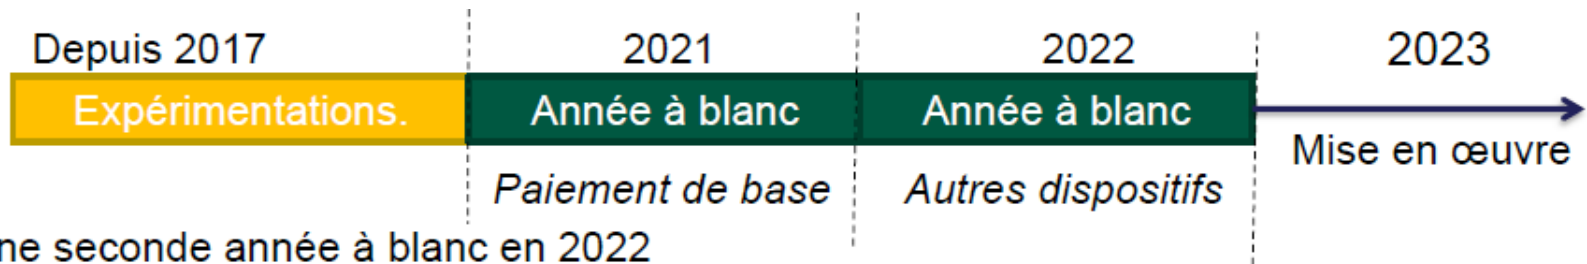 Depuis 2017 2021 2022 2023
Expérimentations. Année à blanc Année à blanc
Mise en œuvre
Paiement de base Autres dispositifs
seconde année à blanc en 2022